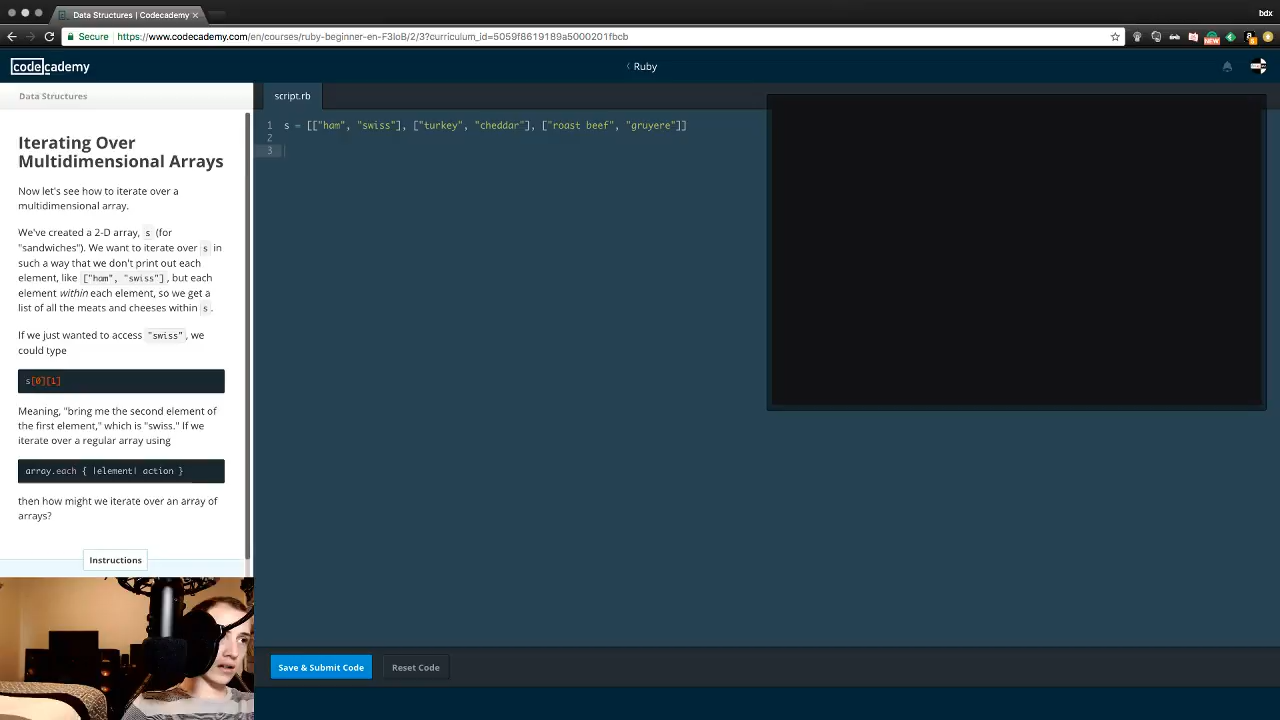 Data Structures | Codecademy
bdx
Secure
https://www.codecademy.com/en/courses/ruby-beginner-en-F3loB/2/3?curriculum_id=5059f8619189a5000201fbcb
codecademy
Ruby
Data Structures
script.rb
Iterating Over
Multidimensional Arrays
Now let's see how to iterate over a
multidimensional array.
We've created a 2-D array, s (for
"sandwiches"). We want to iterate over s in
such a way that we don't print out each
element, like ["ham", "swiss"], but each
element within each element, so we get a
list of all the meats and cheeses within s.
If we just wanted to access "swiss", we
could type
s[0][1]
Meaning, "bring me the second element of
the first element," which is "swiss." If we
iterate over a regular array using
array.each { |element| action }
then how might we iterate over an array of
arrays?
Instructions
1 s = [["ham", "swiss"], ["turkey", "cheddar"], ["roast beef", "gruyere"]]
2
3
Save & Submit Code
Reset Code